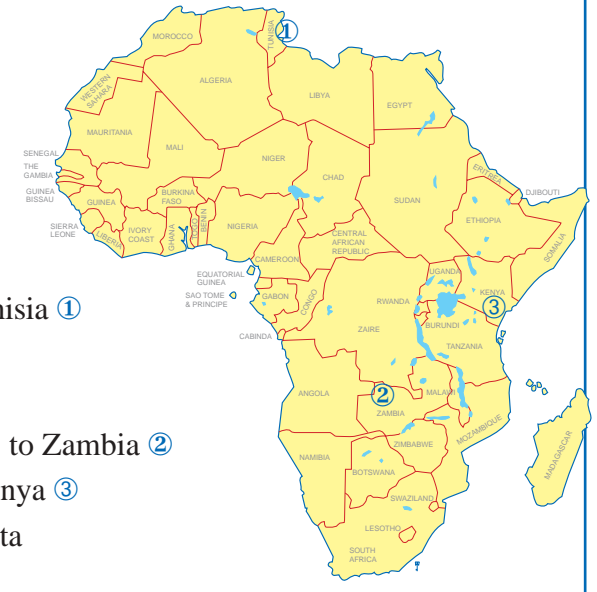 ①
MOROCCO
TUNISIA
ALGERIA
LIBYA
EGYPT
WESTERN
SAHARA
MAURITANIA
MALI
NIGER
CHAD
SUDAN
ERITREA
DJIBOUTI
SENEGAL
THE
GAMBIA
GUINEA
BISSAU
GUINEA
BURKINA
FASO
BENIN
TOGO
GHANA
IVORY
COAST
SIERRA
LEONE
LIBERIA
NIGERIA
ETHIOPIA
SOMALIA
CENTRAL
AFRICAN
REPUBLIC
CAMEROON
EQUATORIAL
GUINEA
SAO TOME
& PRINCIPE
GABON
CONGO
UGANDA
KENYA
③
RWANDA
BURUNDI
ZAIRE
TANZANIA
CABINDA
nisia ①
ANGOLA
②
ZAMBIA
MALAWI
MOZAMBIQUE
to Zambia ②
ZIMBABWE
NAMIBIA
BOTSWANA
MADAGASCAR
nya ③
SWAZILAND
ta
LESOTHO
SOUTH
AFRICA